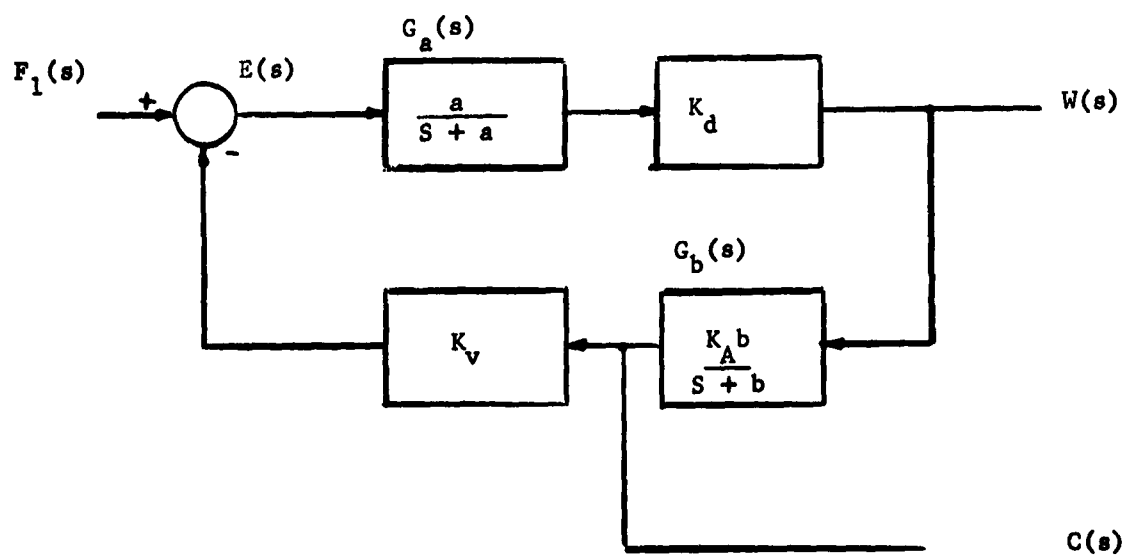 G_a(s)
F_1(s)
E(s)
+
-
a
S + a
K_d
W(s)
G_b(s)
K_v
K_A b
S + b
C(s)